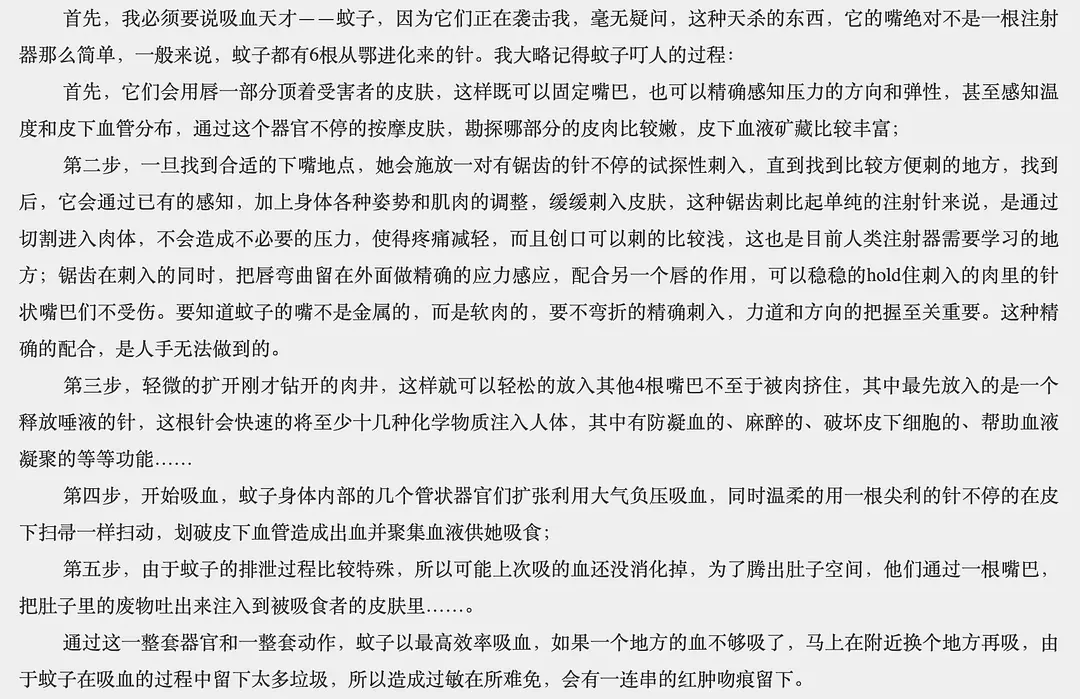 首先，我必须要说吸血天才——蚊子，因为它们正在袭击我，毫无疑问，这种天杀的东西，它的嘴绝对不是一根注射
器那么简单，一般来说，蚊子都有6根从鄂进化来的针。我大略记得蚊子叮人的过程：
首先，它们会用唇一部分顶着受害者的皮肤，这样既可以固定嘴巴，也可以精确感知压力的方向和弹性，甚至感知温
度和皮下血管分布，通过这个器官不停的按摩皮肤，勘探哪部分的皮肉比较嫩，皮下血液矿藏比较丰富；
第二步，一旦找到合适的下嘴地点，她会施放一对有锯齿的针不停的试探性刺入，直到找到比较方便刺的地方，找到
后，它会通过已有的感知，加上身体各种姿势和肌肉的调整，缓缓刺入皮肤，这种锯齿刺比起单纯的注射针来说，是通过
切割进入肉体，不会造成不必要的压力，使得疼痛减轻，而且创口可以刺的比较浅，这也是目前人类注射器需要学习的地
方；锯齿在刺入的同时，把唇弯曲留在外面做精确的应力感应，配合另一个唇的作用，可以稳稳的hold住刺入的肉里的针
状嘴巴们不受伤。要知道蚊子的嘴不是金属的，而是软肉的，要不弯折的精确刺入，力道和方向的把握至关重要。这种精
确的配合，是人手无法做到的。
第三步，轻微的扩开刚才钻开的肉井，这样就可以轻松的放入其他4根嘴巴不至于被肉挤住，其中最先放入的是一个
释放唾液的针，这根针会快速的将至少十几种化学物质注入人体，其中有防凝血的、麻醉的、破坏皮下细胞的、帮助血液
凝聚的等等功能……
第四步，开始吸血，蚊子身体内部的几个管状器官们扩张利用大气负压吸血，同时温柔的用一根尖利的针不停的在皮
下扫帚一样扫动，划破皮下血管造成出血并聚集血液供她吸食；
第五步，由于蚊子的排泄过程比较特殊，所以可能上次吸的血还没消化掉，为了腾出肚子空间，他们通过一根嘴巴，
把肚子里的废物吐出来注入到被吸食者的皮肤里……。
通过这一整套器官和一整套动作，蚊子以最高效率吸血，如果一个地方的血不够吸了，马上在附近换个地方再吸，由
于蚊子在吸血的过程中留下太多垃圾，所以造成过敏在所难免，会有一连串的红肿吻痕留下。